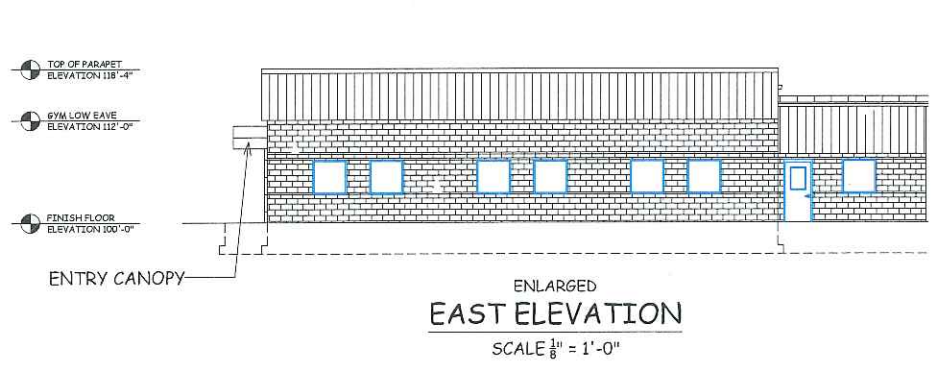 TOP OF PARAPET
ELEVATION 118'-4"
GYM LOW EAVE
ELEVATION 112'-0"
FINISH FLOOR
ELEVATION 100'-0"
ENTRY CANOPY
ENLARGED
EAST ELEVATION
SCALE 1/8" = 1'-0"